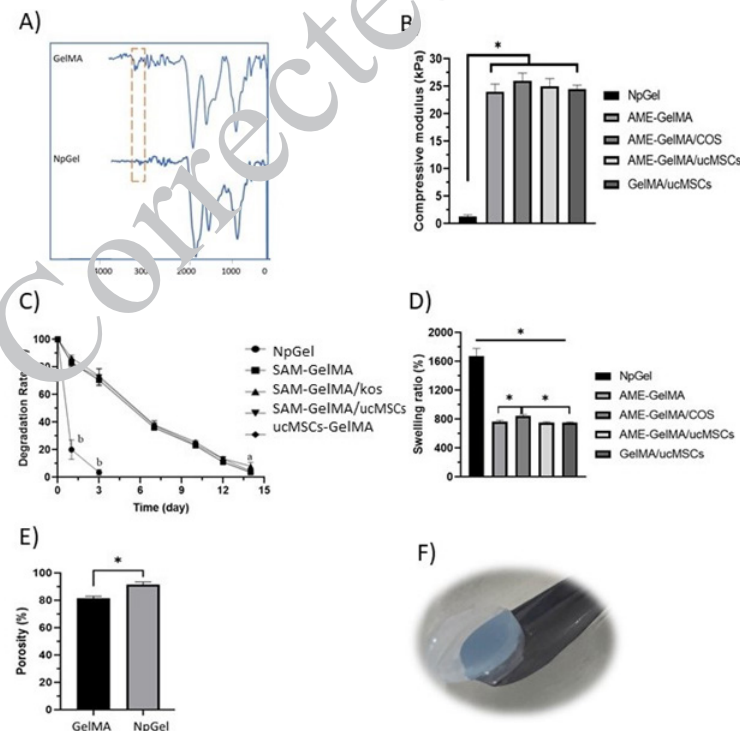 A)
GelMA
NpGel
4000 3000 2000 1000 0
B
Compressive modulus (kPa)
30
25
20
15
10
5
0
*
NpGel
AME-GelMA
AME-GelMA/COS
AME-GelMA/ucMSCs
GelMA/ucMSCs
Correcte
C)
Degradation Rate
100
80
60
40
20
0
b
b
a
0 3 6 9 12 15
Time (day)
NpGel
SAM-GelMA
SAM-GelMA/kos
SAM-GelMA/ucMSCs
ucMSCs-GelMA
D)
Swelling ratio (%)
2000
1600
1200
800
400
0
*
* *
NpGel
AME-GelMA
AME-GelMA/COS
AME-GelMA/ucMSCs
GelMA/ucMSCs
E)
Porosity (%)
100
80
60
40
20
0
*
GelMA NpGel
F)